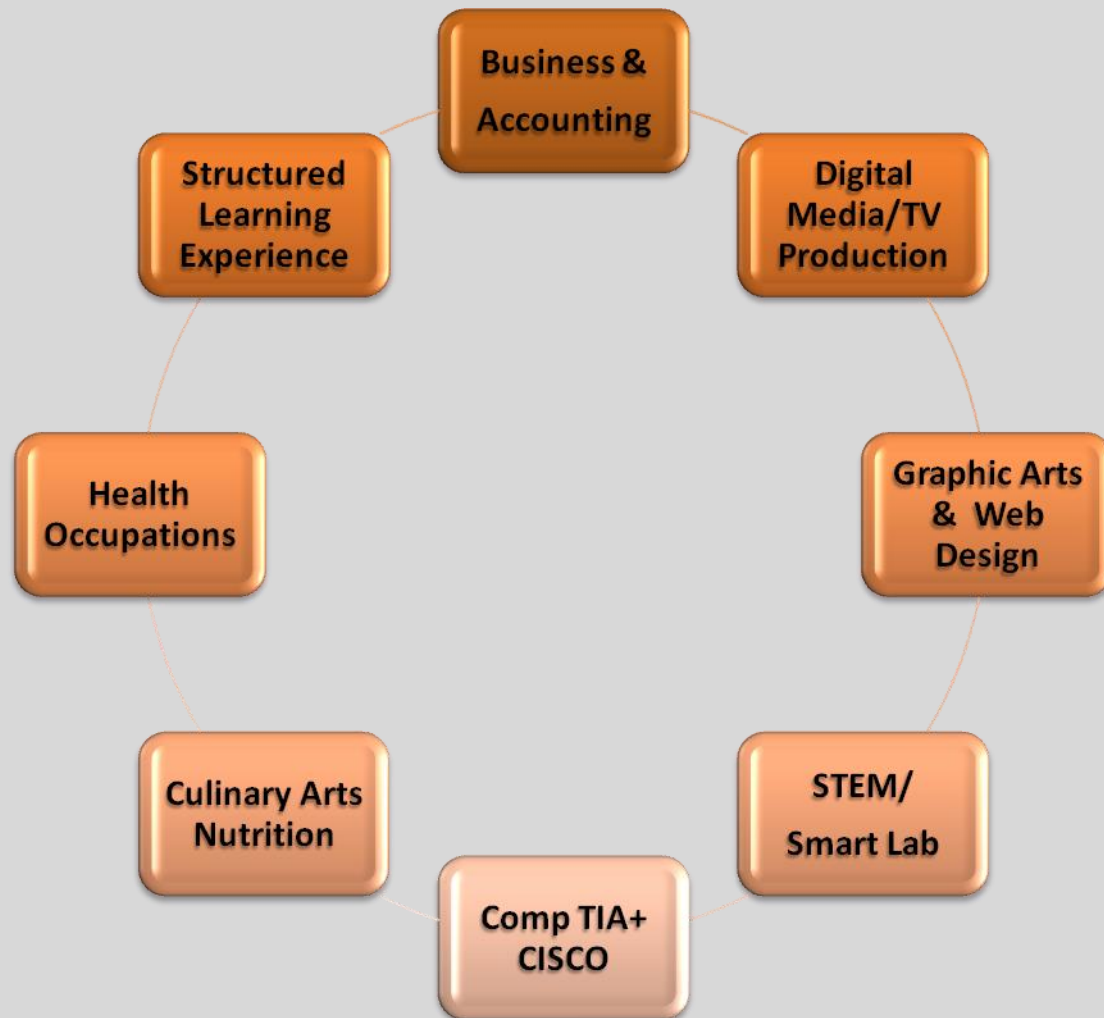 Business &
Accounting
Digital
Media/TV
Production
Graphic Arts
& Web
Design
STEM/
Smart Lab
Comp TIA+
CISCO
Culinary Arts
Nutrition
Health
Occupations
Structured
Learning
Experience